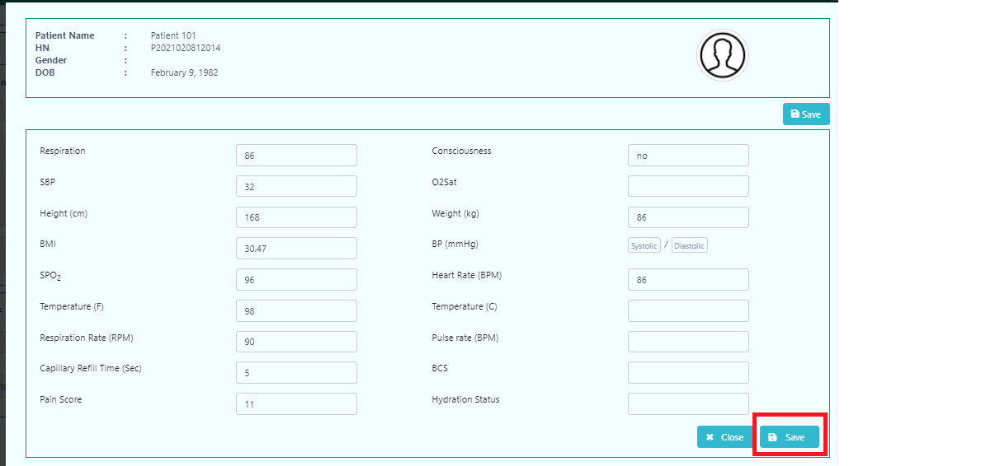 Patient Name : Patient 101
HN : P2021020812014
Gender :
DOB : February 9, 1982
Save
Respiration 86 Consciousness no
SBP 32 O2Sat
Height (cm) 168 Weight (kg) 86
BMI 30.47 BP (mmHg) Systolic / Diastolic
SPO2 96 Heart Rate (BPM) 86
Temperature (F) 98 Temperature (C)
Respiration Rate (RPM) 90 Pulse rate (BPM)
Capillary Refill Time (Sec) 5 BCS
Pain Score 11 Hydration Status
Close Save